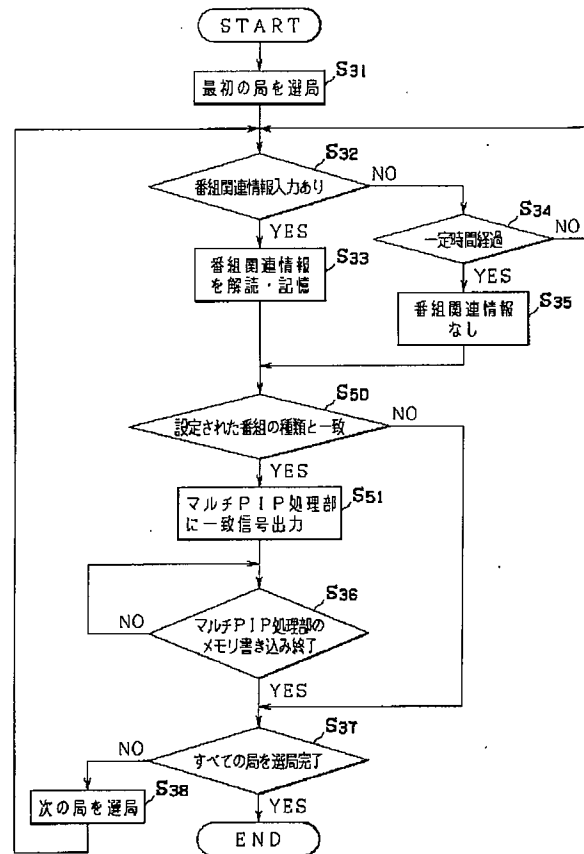 START
S31
最初の局を選局
S32
番組関連情報入力あり
NO
S34
一定時間経過
NO
YES
S33
番組関連情報
を解読・記憶
YES
S35
番組関連情報
なし
S50
設定された番組の種類と一致
NO
YES
S51
マルチPIP処理部
に一致信号出力
S36
マルチPIP処理部の
メモリ書き込み終了
NO
YES
S37
すべての局を選局完了
NO
S38
次の局を選局
YES
END